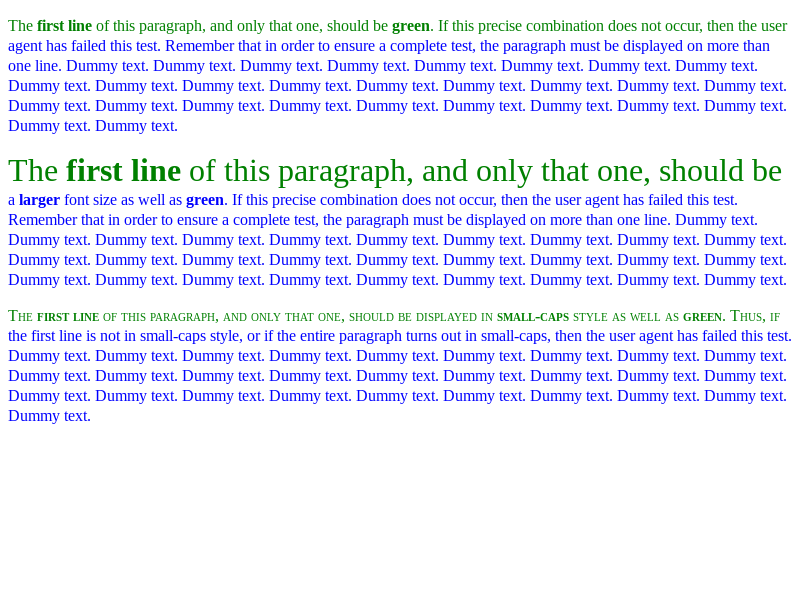 The first line of this paragraph, and only that one, should be green. If this precise combination does not occur, then the user
agent has failed this test. Remember that in order to ensure a complete test, the paragraph must be displayed on more than
one line. Dummy text. Dummy text. Dummy text. Dummy text. Dummy text. Dummy text. Dummy text. Dummy text.
Dummy text. Dummy text. Dummy text. Dummy text. Dummy text. Dummy text. Dummy text. Dummy text. Dummy text.
Dummy text. Dummy text. Dummy text. Dummy text. Dummy text. Dummy text. Dummy text. Dummy text. Dummy text.
Dummy text. Dummy text.
The first line of this paragraph, and only that one, should be
a larger font size as well as green. If this precise combination does not occur, then the user agent has failed this test.
Remember that in order to ensure a complete test, the paragraph must be displayed on more than one line. Dummy text.
Dummy text. Dummy text. Dummy text. Dummy text. Dummy text. Dummy text. Dummy text. Dummy text. Dummy text.
Dummy text. Dummy text. Dummy text. Dummy text. Dummy text. Dummy text. Dummy text. Dummy text. Dummy text.
Dummy text. Dummy text. Dummy text. Dummy text. Dummy text. Dummy text. Dummy text. Dummy text. Dummy text.
The first line of this paragraph, and only that one, should be displayed in small-caps style as well as green. Thus, if
the first line is not in small-caps style, or if the entire paragraph turns out in small-caps, then the user agent has failed this test.
Dummy text. Dummy text. Dummy text. Dummy text. Dummy text. Dummy text. Dummy text. Dummy text. Dummy text.
Dummy text. Dummy text. Dummy text. Dummy text. Dummy text. Dummy text. Dummy text. Dummy text. Dummy text.
Dummy text. Dummy text. Dummy text. Dummy text. Dummy text. Dummy text. Dummy text. Dummy text. Dummy text.
Dummy text.